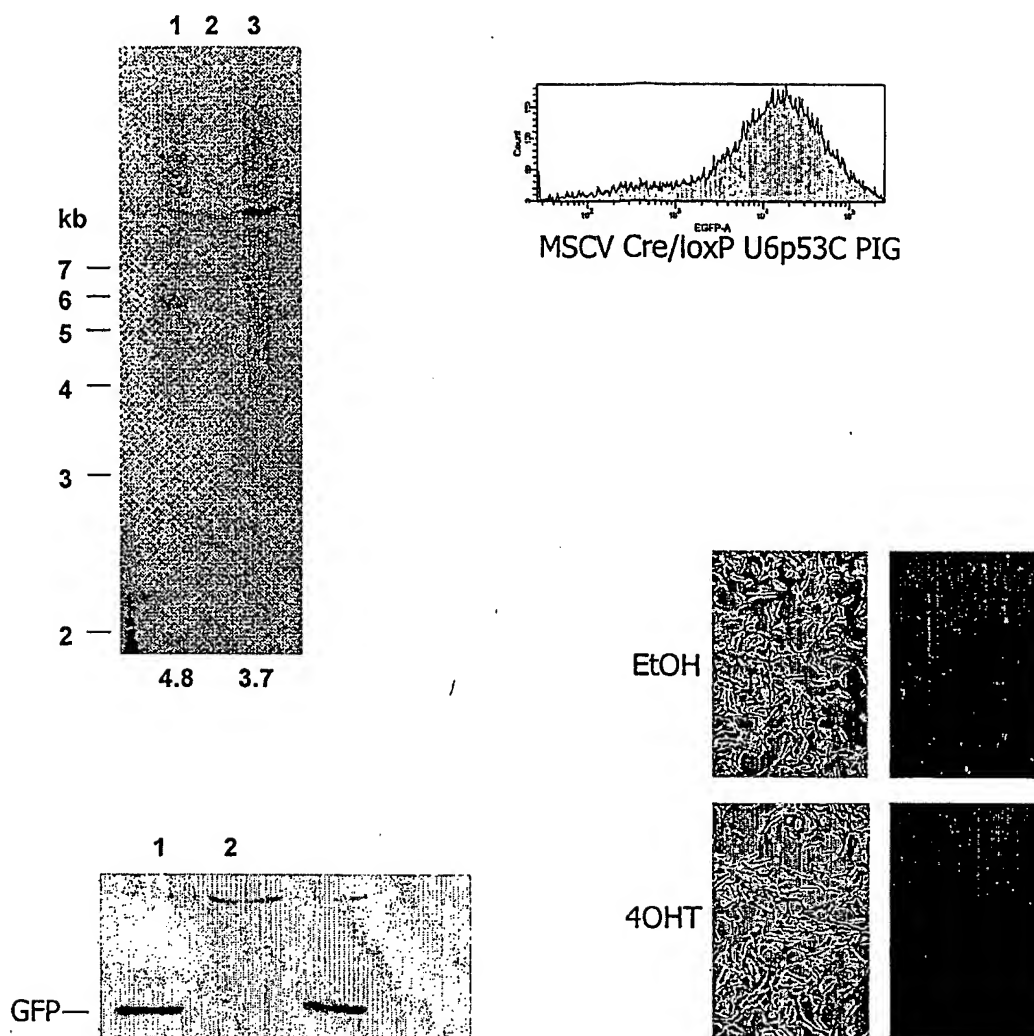 1 2 3
kb
7
6
5
4
3
2
4.8 3.7
Count
EGFP-A
MSCV Cre/loxP U6p53C PIG
EtOH
4OHT
1 2
GFP